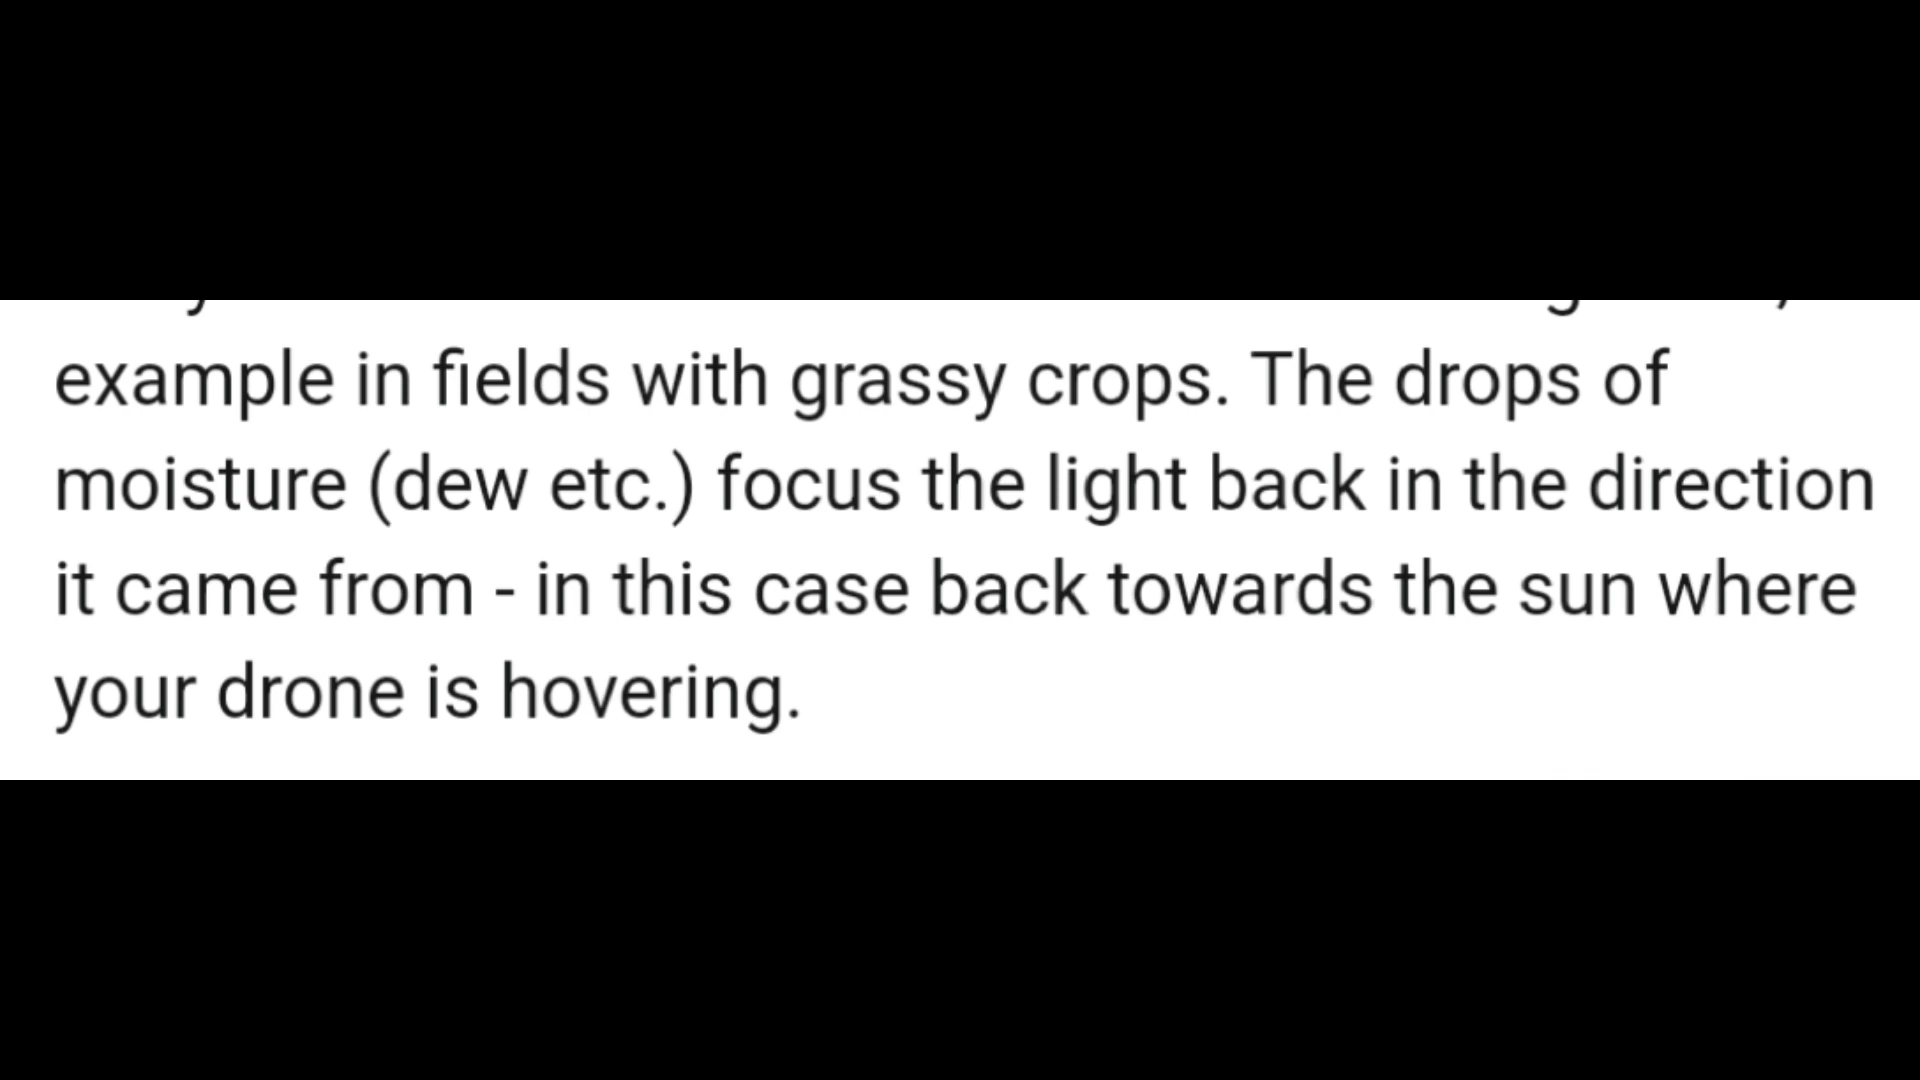 example in fields with grassy crops. The drops of
moisture (dew etc.) focus the light back in the direction
it came from - in this case back towards the sun where
your drone is hovering.